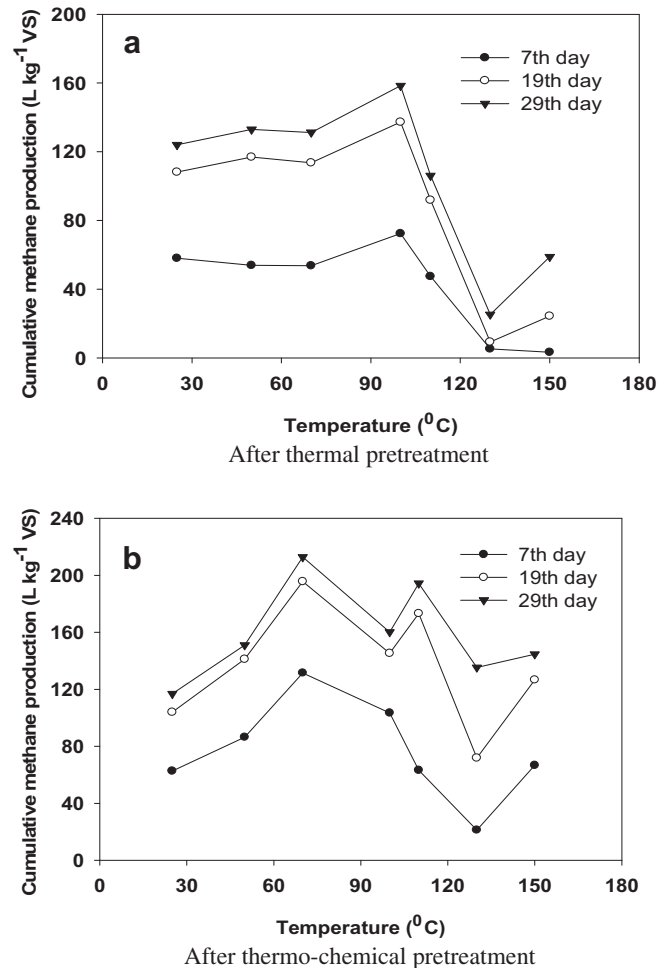 a
7th day
19th day
29th day
Cumulative methane production (L kg⁻¹ VS)
200
160
120
80
40
0
0 30 60 90 120 150 180
Temperature (⁰C)
After thermal pretreatment
b
7th day
19th day
29th day
Cumulative methane production (L kg⁻¹ VS)
240
200
160
120
80
40
0
0 30 60 90 120 150 180
Temperature (⁰C)
After thermo-chemical pretreatment